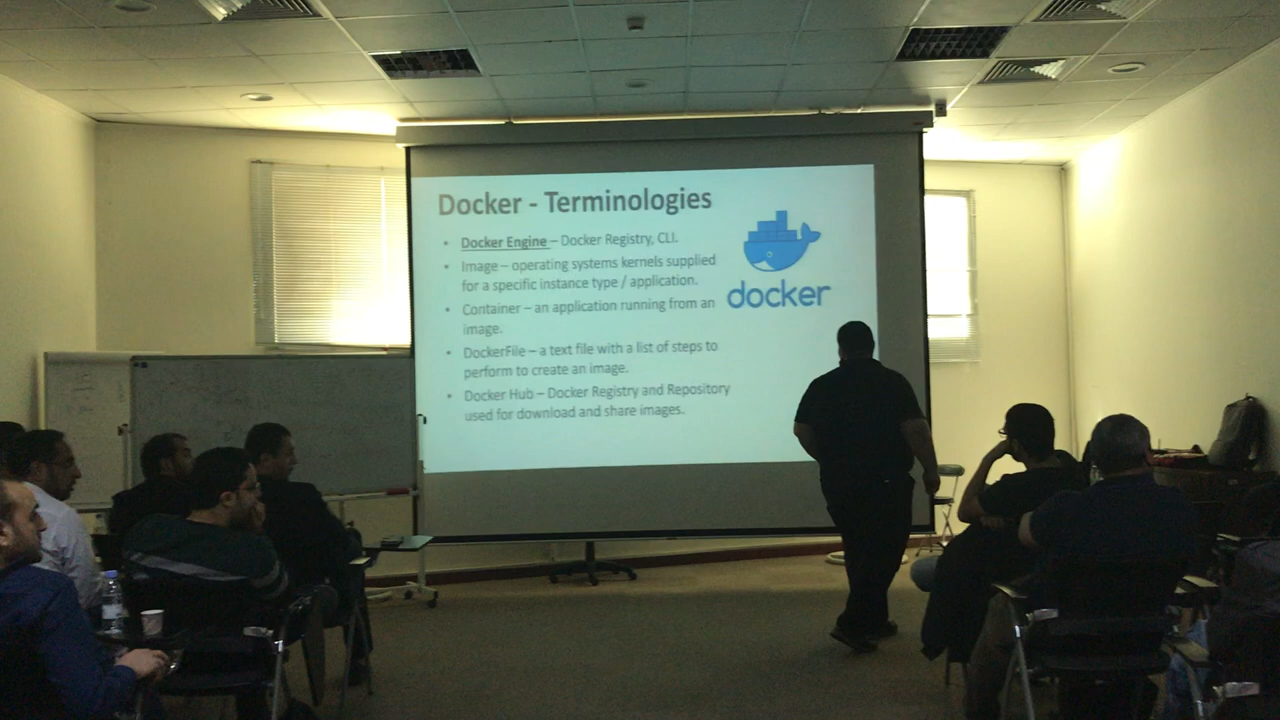 Docker - Terminologies
• Docker Engine – Docker Registry, CLI.
• Image – operating systems kernels supplied
for a specific instance type / application.
• Container – an application running from an
image.
• DockerFile – a text file with a list of steps to
perform to create an image.
• Docker Hub – Docker Registry and Repository
used for download and share images.
docker